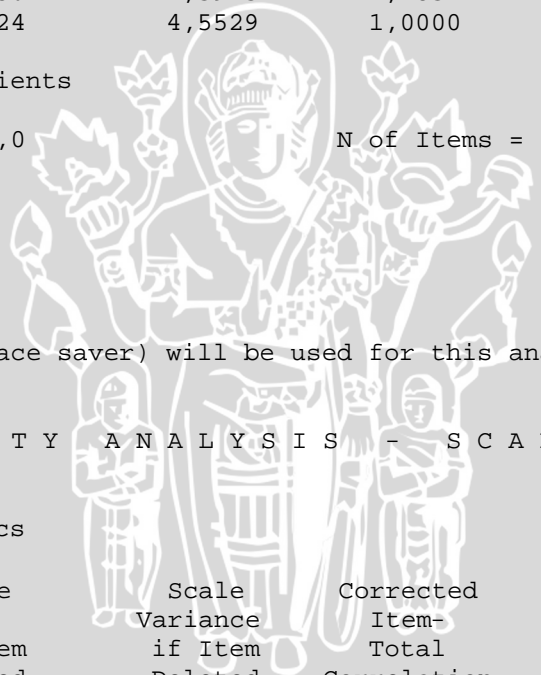 24 4,5529 1,0000
ients
,0 N of Items =
ace saver) will be used for this an
T Y A N A L Y S I S - S C A
cs
e Scale Corrected
Variance Item-
em if Item Total